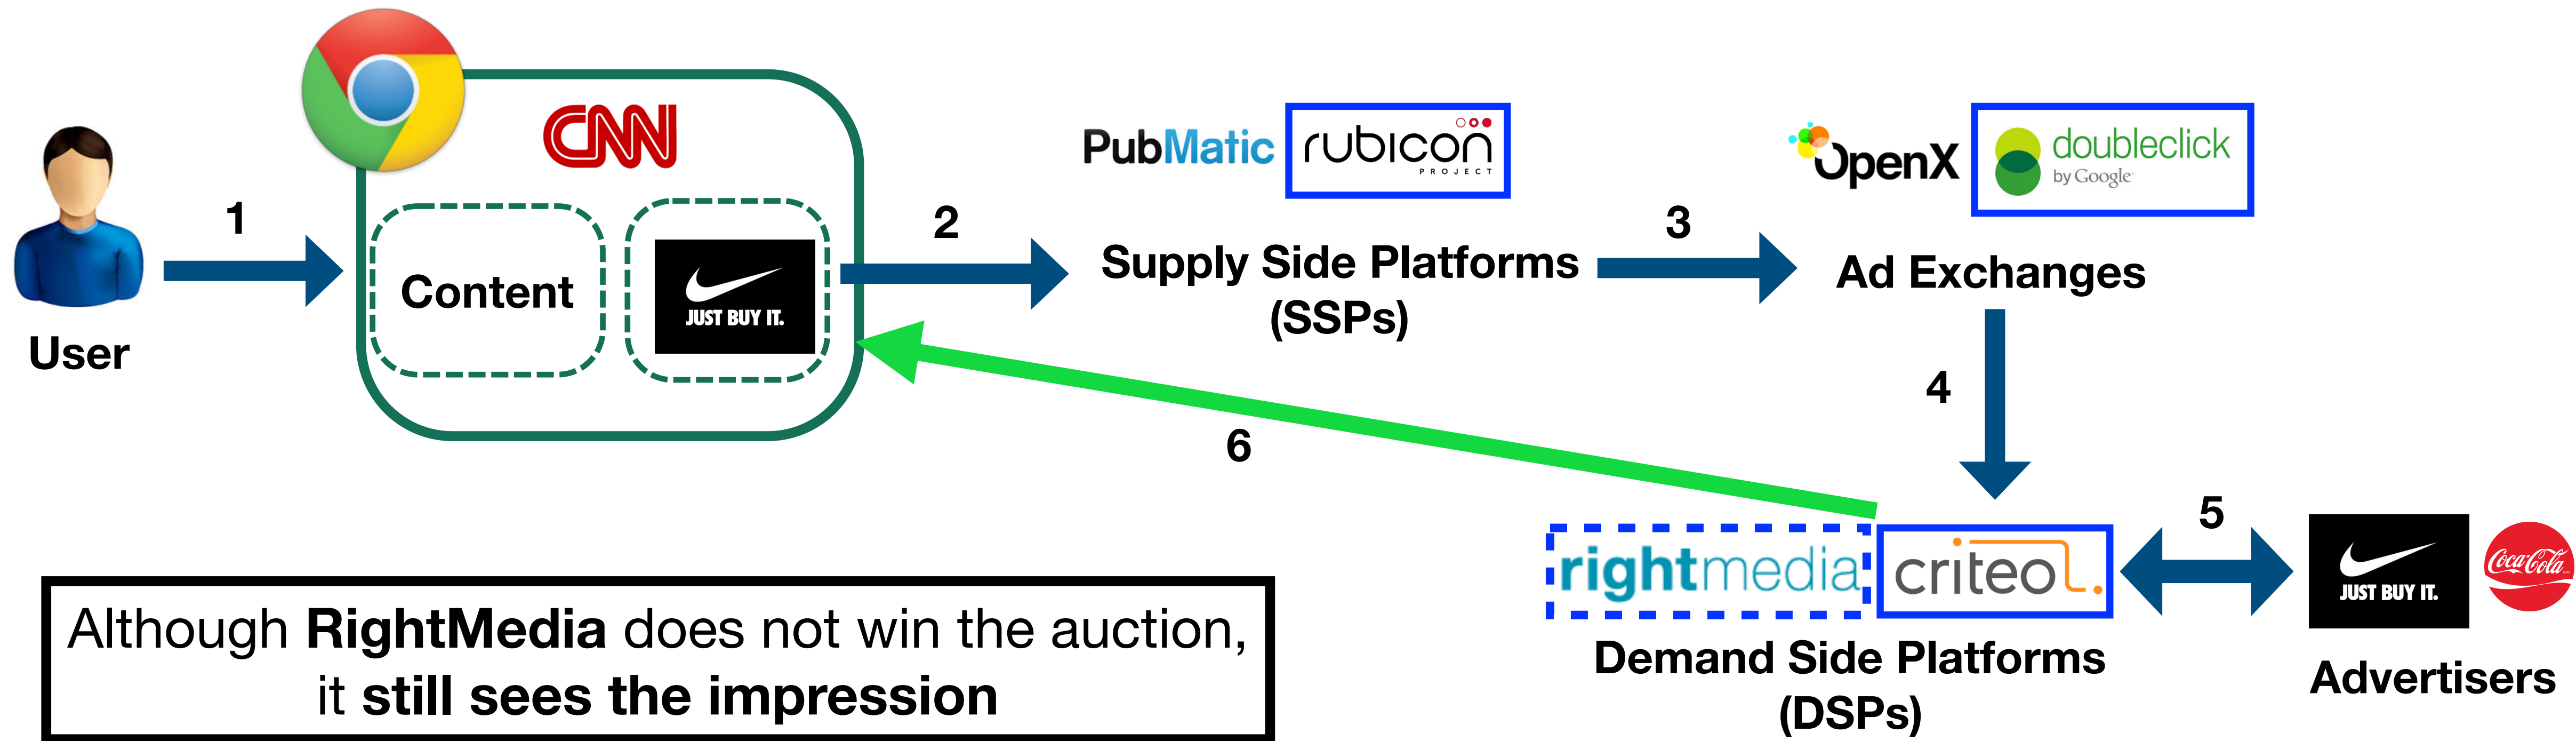 CNN
1
Content
JUST BUY IT.
User
2
PubMatic
rubicon
PROJECT
Supply Side Platforms
(SSPs)
3
OpenX
doubleclick
by Google
Ad Exchanges
4
6
rightmedia
criteol.
Demand Side Platforms
(DSPs)
5
JUST BUY IT.
Coca-Cola
Advertisers
Although RightMedia does not win the auction,
it still sees the impression